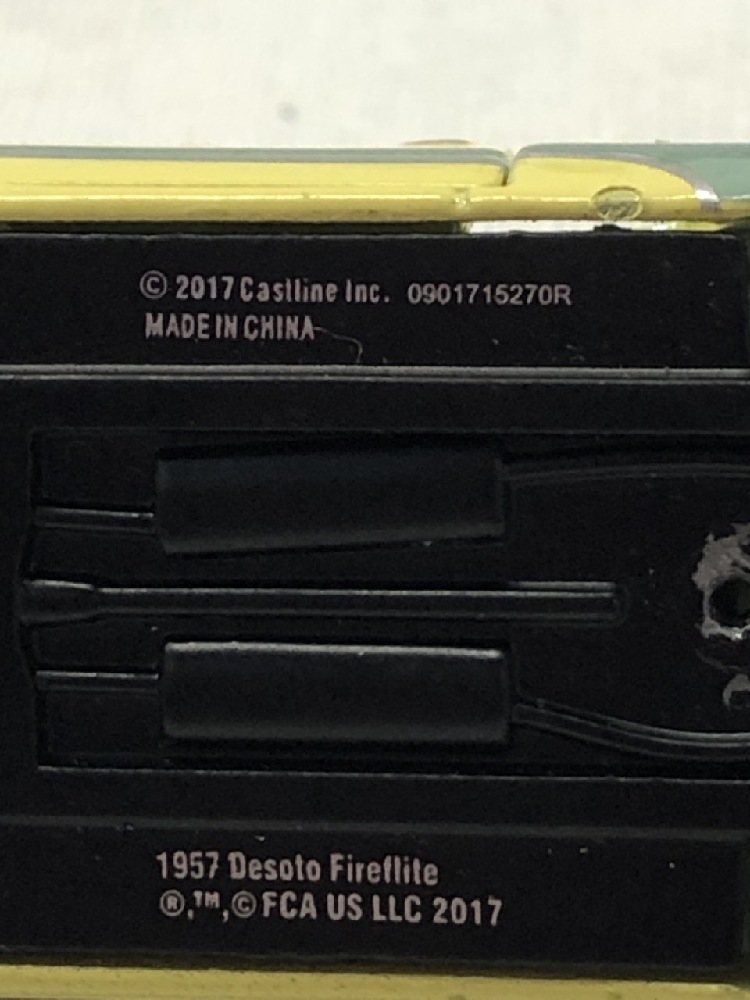 © 2017 Castline Inc. 0901715270R
MADE IN CHINA
1957 Desoto Fireflite
®,™,© FCA US LLC 2017